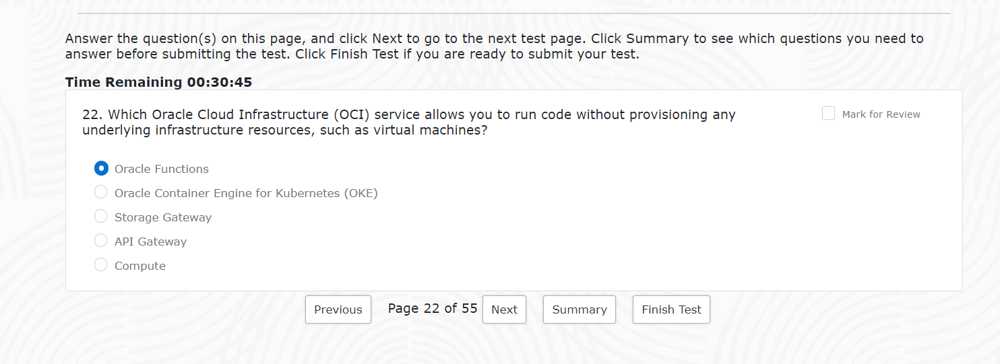 Answer the question(s) on this page, and click Next to go to the next test page. Click Summary to see which questions you need to
answer before submitting the test. Click Finish Test if you are ready to submit your test.
Time Remaining 00:30:45
22. Which Oracle Cloud Infrastructure (OCI) service allows you to run code without provisioning any
underlying infrastructure resources, such as virtual machines?
Mark for Review
Oracle Functions
Oracle Container Engine for Kubernetes (OKE)
Storage Gateway
API Gateway
Compute
Previous Page 22 of 55 Next Summary Finish Test